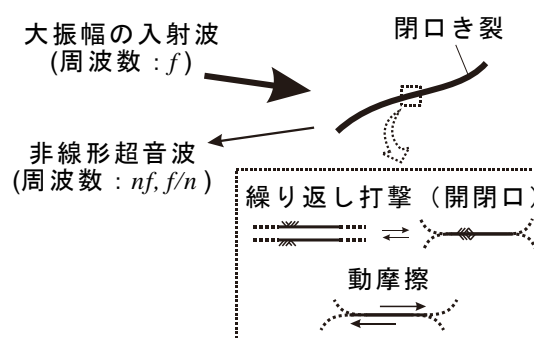 大振幅の入射波
(周波数：f)
閉口き裂
非線形超音波
(周波数：nf, f/n)
繰り返し打撃（開閉口）
動摩擦